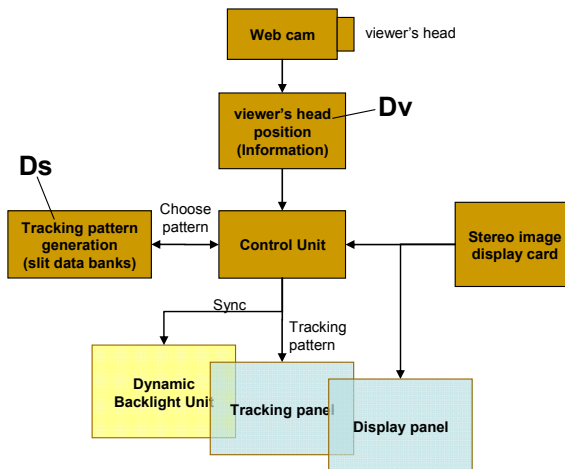 Web cam
viewer's head
viewer's head
position
(Information)
Dv
Ds
Tracking pattern
generation
(slit data banks)
Choose
pattern
Control Unit
Stereo image
display card
Sync
Tracking
pattern
Dynamic
Backlight Unit
Tracking panel
Display panel